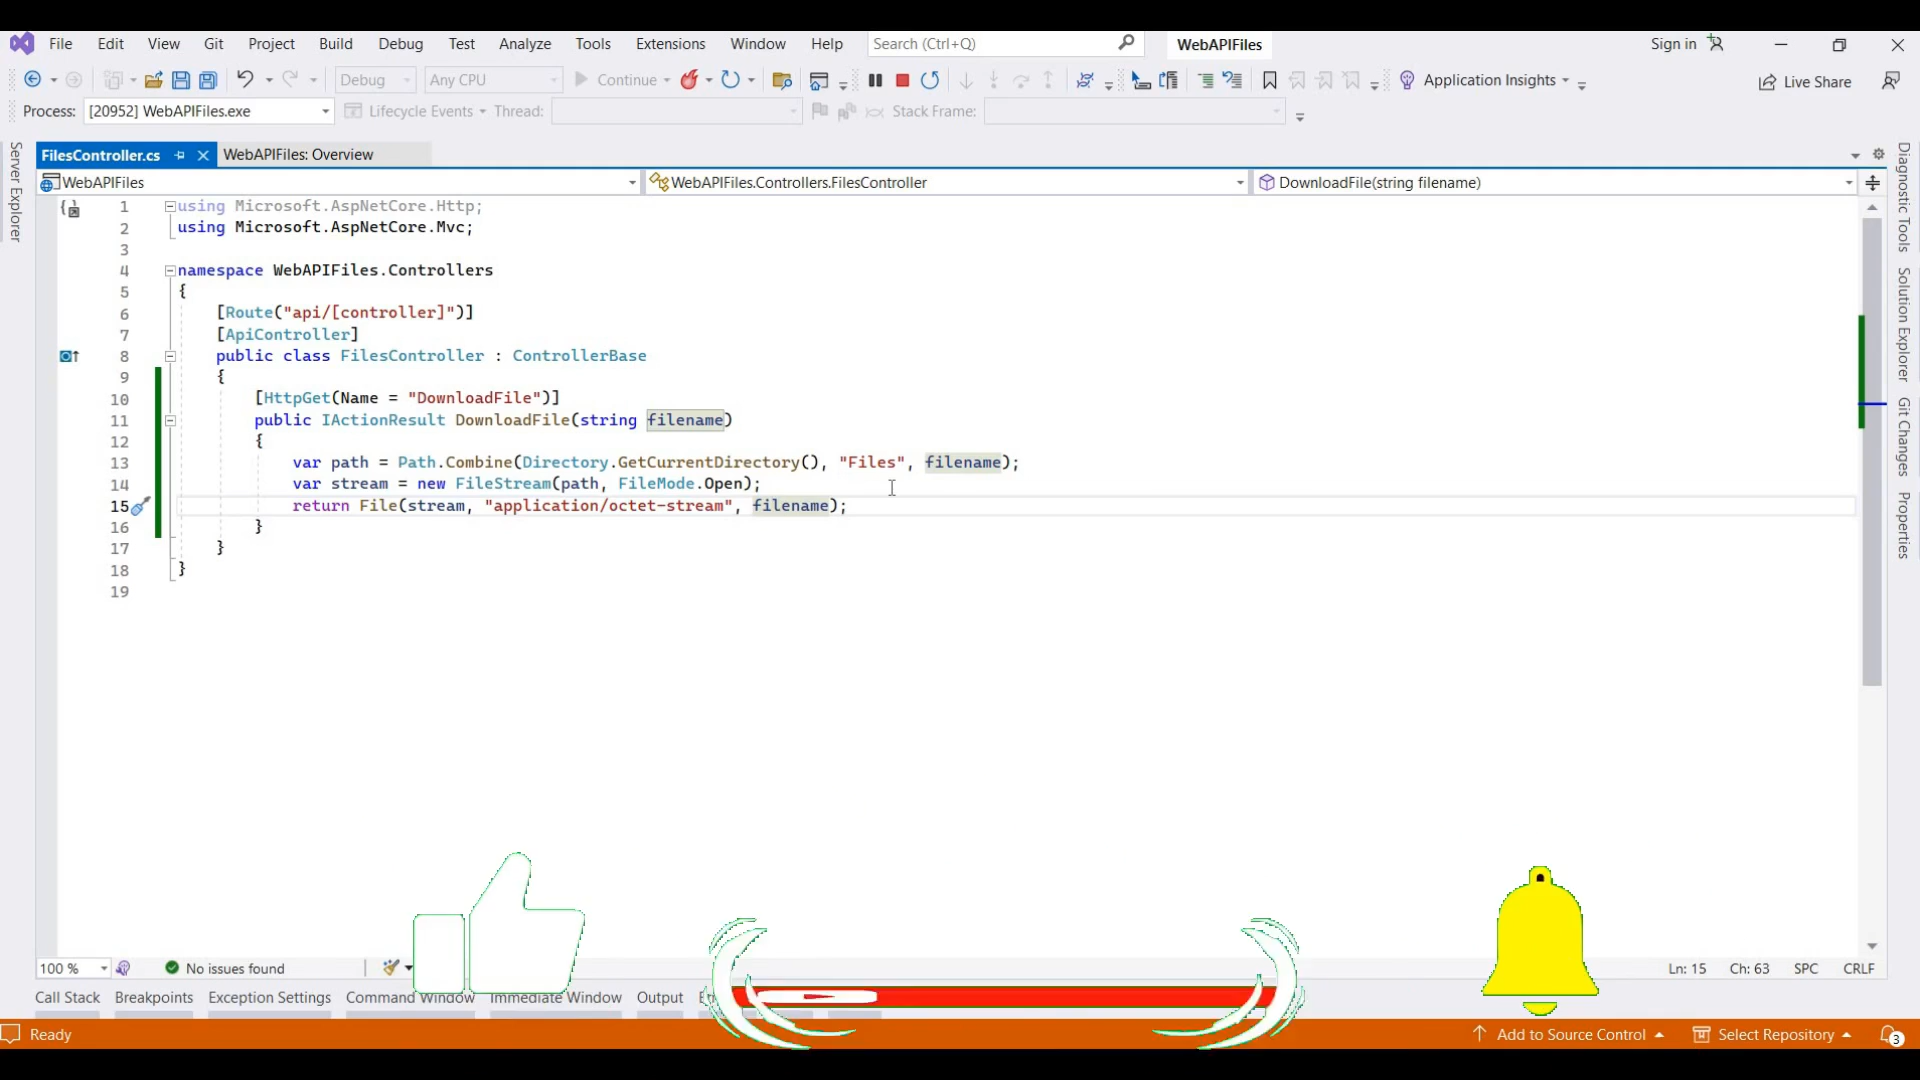 File Edit View Git Project Build Debug Test Analyze Tools Extensions Window Help Search (Ctrl+Q) WebAPIFiles Sign in
Debug Any CPU Continue Application Insights Live Share
Process: [20952] WebAPIFiles.exe Lifecycle Events Thread: Stack Frame:
FilesController.cs WebAPIFiles: Overview
WebAPIFiles WebAPIFiles.Controllers.FilesController DownloadFile(string filename)
Server Explorer
Diagnostic Tools
Solution Explorer
Git Changes
Properties
1 using Microsoft.AspNetCore.Http;
2 using Microsoft.AspNetCore.Mvc;
3
4 namespace WebAPIFiles.Controllers
5 {
6 [Route("api/[controller]")]
7 [ApiController]
8 public class FilesController : ControllerBase
9 {
10 [HttpGet(Name = "DownloadFile")]
11 public IActionResult DownloadFile(string filename)
12 {
13 var path = Path.Combine(Directory.GetCurrentDirectory(), "Files", filename);
14 var stream = new FileStream(path, FileMode.Open);
15 return File(stream, "application/octet-stream", filename);
16 }
17 }
18 }
19
100 % No issues found Ln: 15 Ch: 63 SPC CRLF
Call Stack Breakpoints Exception Settings Command Window Immediate Window Output
Ready Add to Source Control Select Repository 3